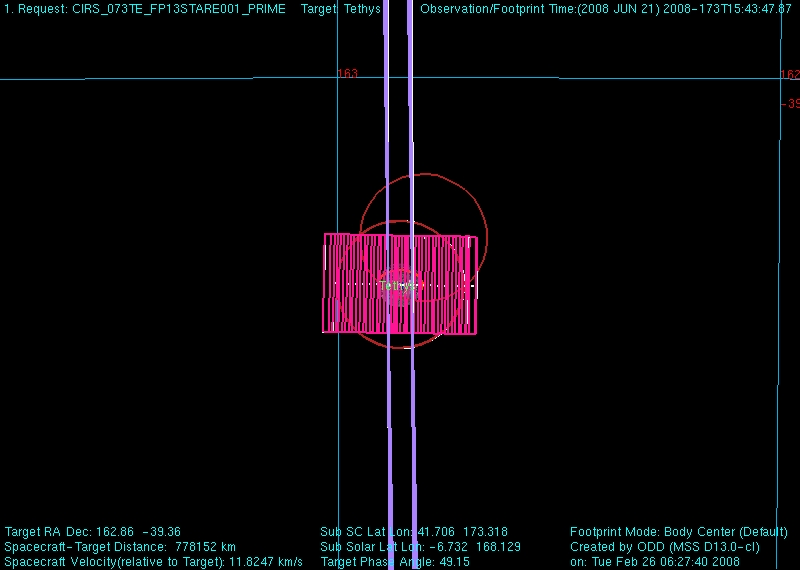 1. Request: CIRS_073TE_FP13STARE001_PRIME Target Tethys Observation/Footprint Time:(2008 JUN 21) 2008-173T15:43:47.87
163
162
-39
Tethys
Target RA Dec: 162.86 -39.36
Sub SC Lat Lon: 41.706 173.318
Footprint Mode: Body Center (Default)
Spacecraft-Target Distance: 778152 km
Sub Solar Lat Lon: -6.732 168.129
Created by ODD (MSS D13.0-cl)
Spacecraft Velocity(relative to Target): 11.8247 km/s
Target Phase Angle: 49.15
on: Tue Feb 26 06:27:40 2008